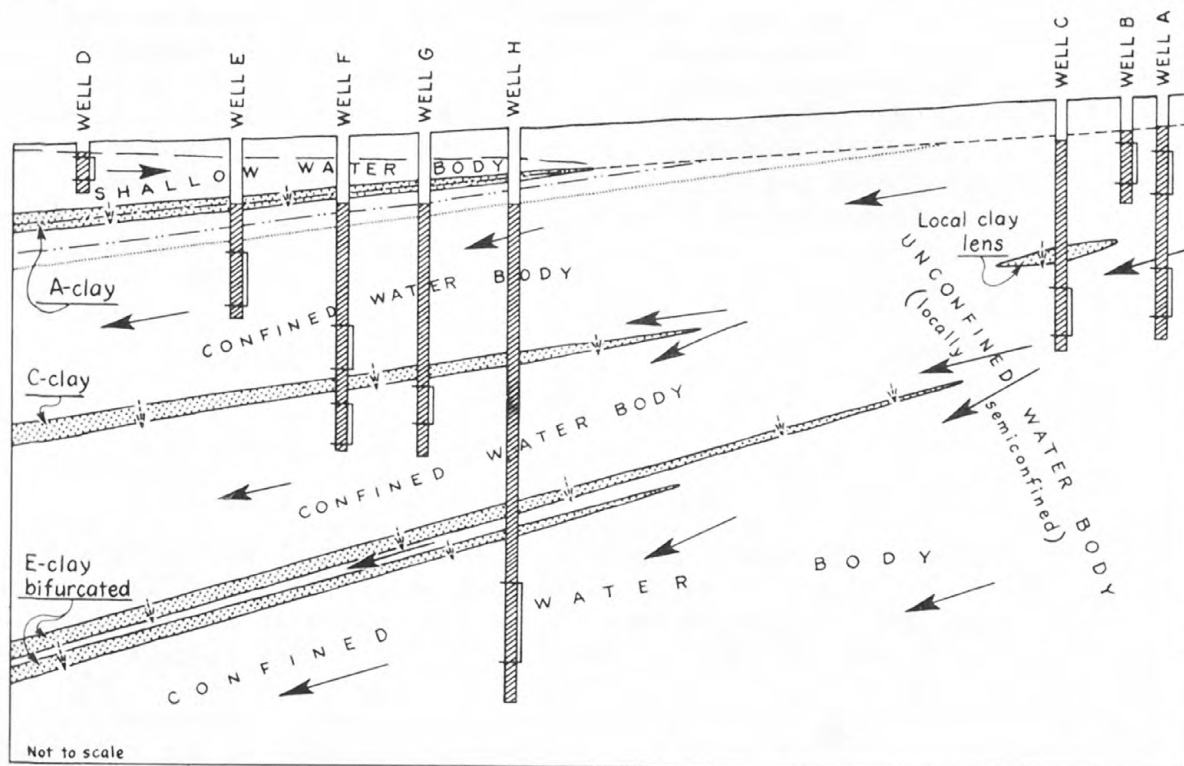 WELL D
WELL E
WELL F
WELL G
WELL H
WELL C
WELL B
WELL A
SHALLOW WATER BODY
A-clay
CONFINED WATER BODY
Local clay
lens
UNCONFINED WATER BODY
(locally semiconfined)
C-clay
CONFINED WATER BODY
E-clay
bifurcated
CONFINED WATER BODY
Not to scale